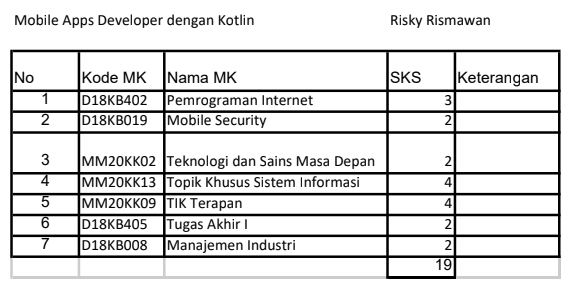 Mobile Apps Developer dengan Kotlin Risky Rismawan
No Kode MK Nama MK SKS Keterangan
1 D18KB402 Pemrograman Internet 3
2 D18KB019 Mobile Security 2
3 MM20KK02 Teknologi dan Sains Masa Depan 2
4 MM20KK13 Topik Khusus Sistem Informasi 4
5 MM20KK09 TIK Terapan 4
6 D18KB405 Tugas Akhir I 2
7 D18KB008 Manajemen Industri 2
19